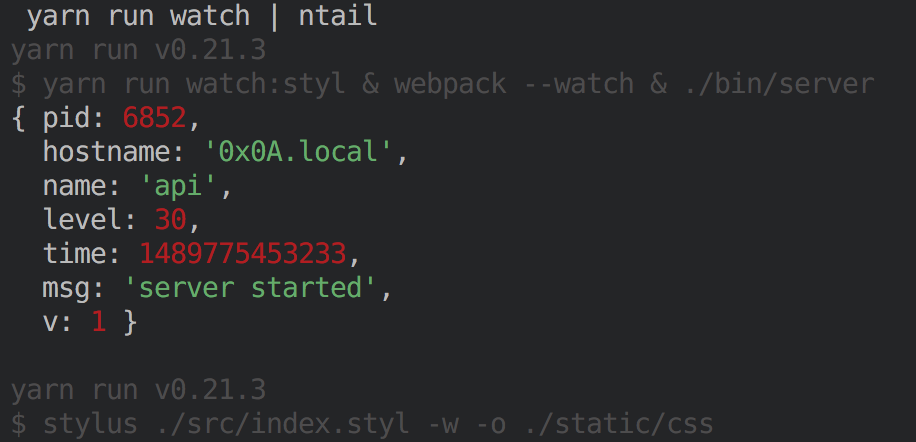 yarn run watch | ntail
yarn run v0.21.3
$ yarn run watch:styl & webpack --watch & ./bin/server
{ pid: 6852,
  hostname: '0x0A.local',
  name: 'api',
  level: 30,
  time: 1489775453233,
  msg: 'server started',
  v: 1 }
yarn run v0.21.3
$ stylus ./src/index.styl -w -o ./static/css